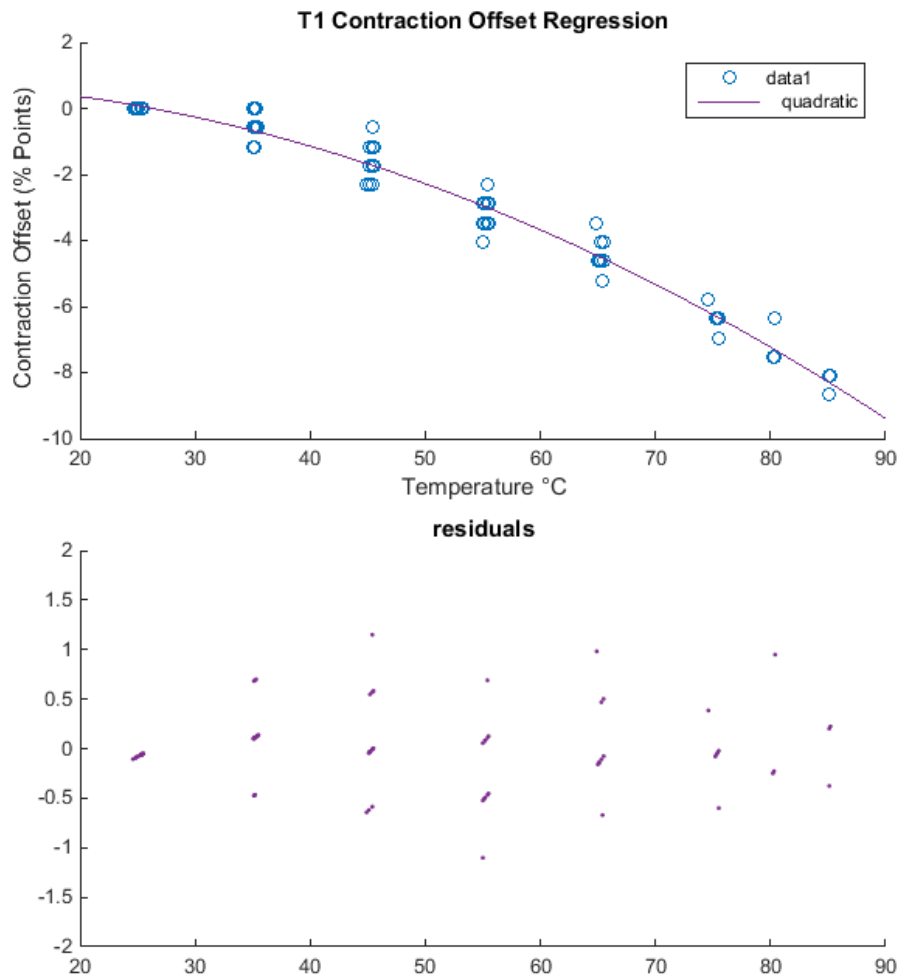 T1 Contraction Offset Regression
2
0
-2
-4
-6
-8
-10
Contraction Offset (% Points)
data1
quadratic
20 30 40 50 60 70 80 90
Temperature °C
residuals
2
1.5
1
0.5
0
-0.5
-1
-1.5
-2
20 30 40 50 60 70 80 90